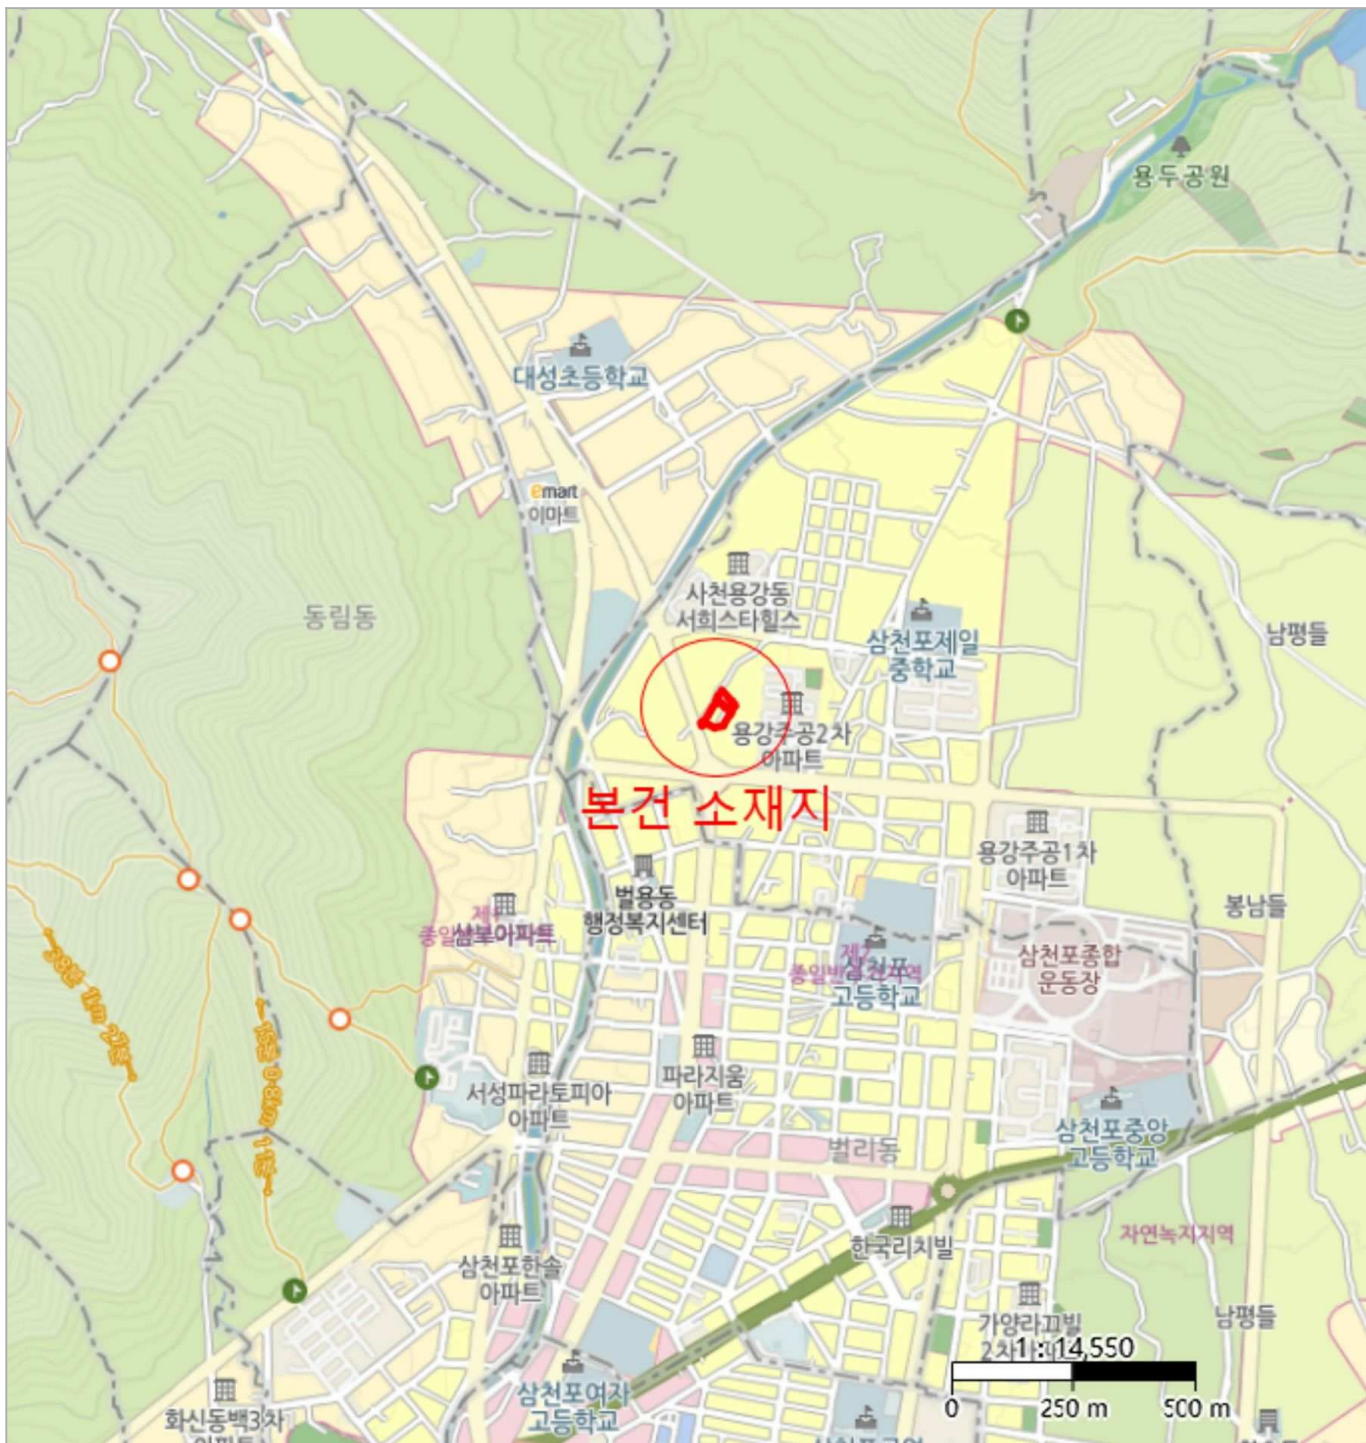 용두공원
대성초등학교
emart
이마트
사천용강동
서희스타힐스
동림동
삼천포제일
중학교
남평들
용강주공2차
아파트
본건 소재지
용강주공1차
아파트
벌용동
행정복지센터
봉남들
삼보아파트
삼천포종합
운동장
삼천포
고등학교
파라지움
아파트
서성파라토피아
아파트
삼천포중앙
고등학교
벌리동
한국리치빌
자연녹지지역
삼천포한솔
아파트
남평들
가양라끄빌
1 : 14,550
0 250 m 500 m
삼천포여자
고등학교
화신동백3차